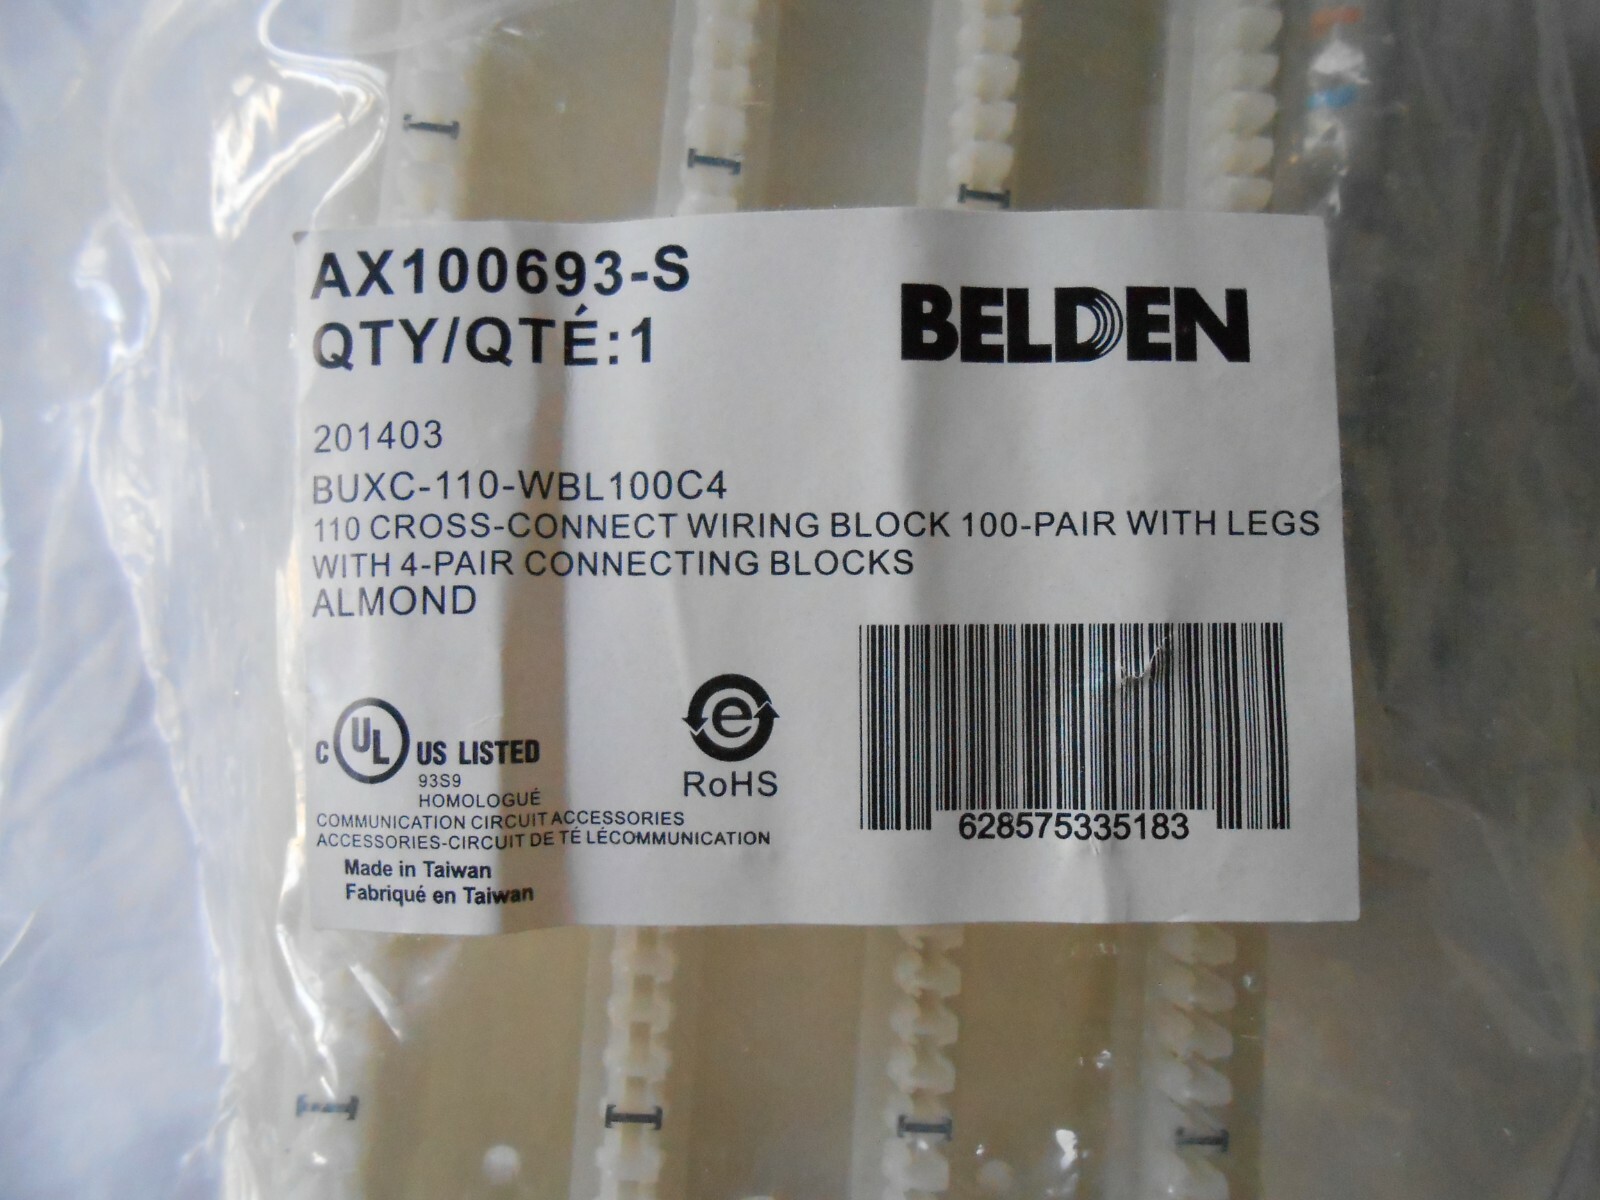 AX100693-S
QTY/QTÉ:1
BELDEN
201403
BUXC-110-WBL100C4
110 CROSS-CONNECT WIRING BLOCK 100-PAIR WITH LEGS
WITH 4-PAIR CONNECTING BLOCKS
ALMOND
C UL US LISTED
93S9
HOMOLOGUÉ
COMMUNICATION CIRCUIT ACCESSORIES
ACCESSORIES-CIRCUIT DE TÉ LÉCOMMUNICATION
Made in Taiwan
Fabriqué en Taiwan
e
RoHS
628575335183